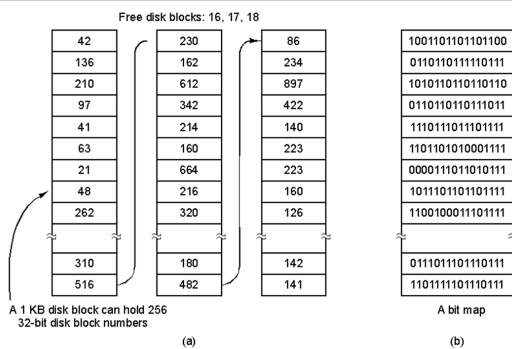 Free disk blocks: 16, 17, 18
42 230 86 1001101101101100
136 162 234 0110110111110111
210 612 897 1010110110110110
97 342 422 0110110110111011
41 214 140 1110111011101111
63 160 223 1101101010001111
21 664 223 0000111011010111
48 216 160 1011101101101111
262 320 126 1100100011101111
310 180 142 0111011101110111
516 482 141 1101111101110111
A 1 KB disk block can hold 256
32-bit disk block numbers
A bit map
(a) (b)